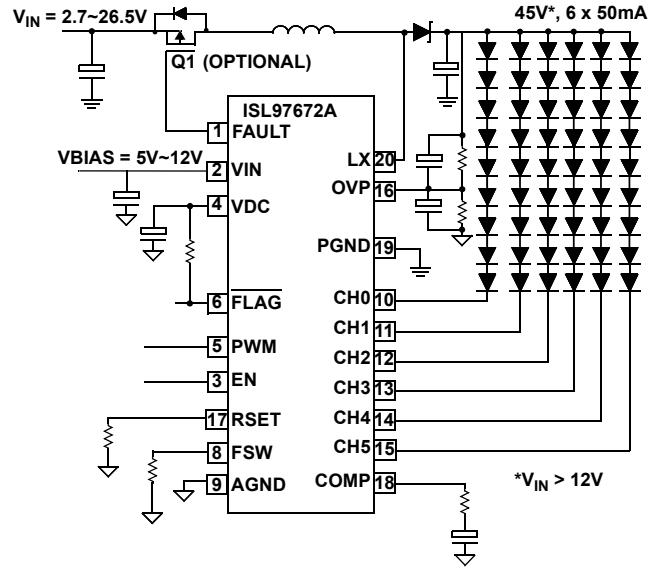 V_IN = 2.7~26.5V
45V*, 6 x 50mA
Q1 (OPTIONAL)
ISL97672A
1 FAULT
VBIAS = 5V~12V
2 VIN
LX 20
OVP 16
4 VDC
PGND 19
6 FLAG
CH0 10
CH1 11
5 PWM
CH2 12
3 EN
CH3 13
17 RSET
CH4 14
8 FSW
CH5 15
9 AGND
COMP 18
*V_IN > 12V